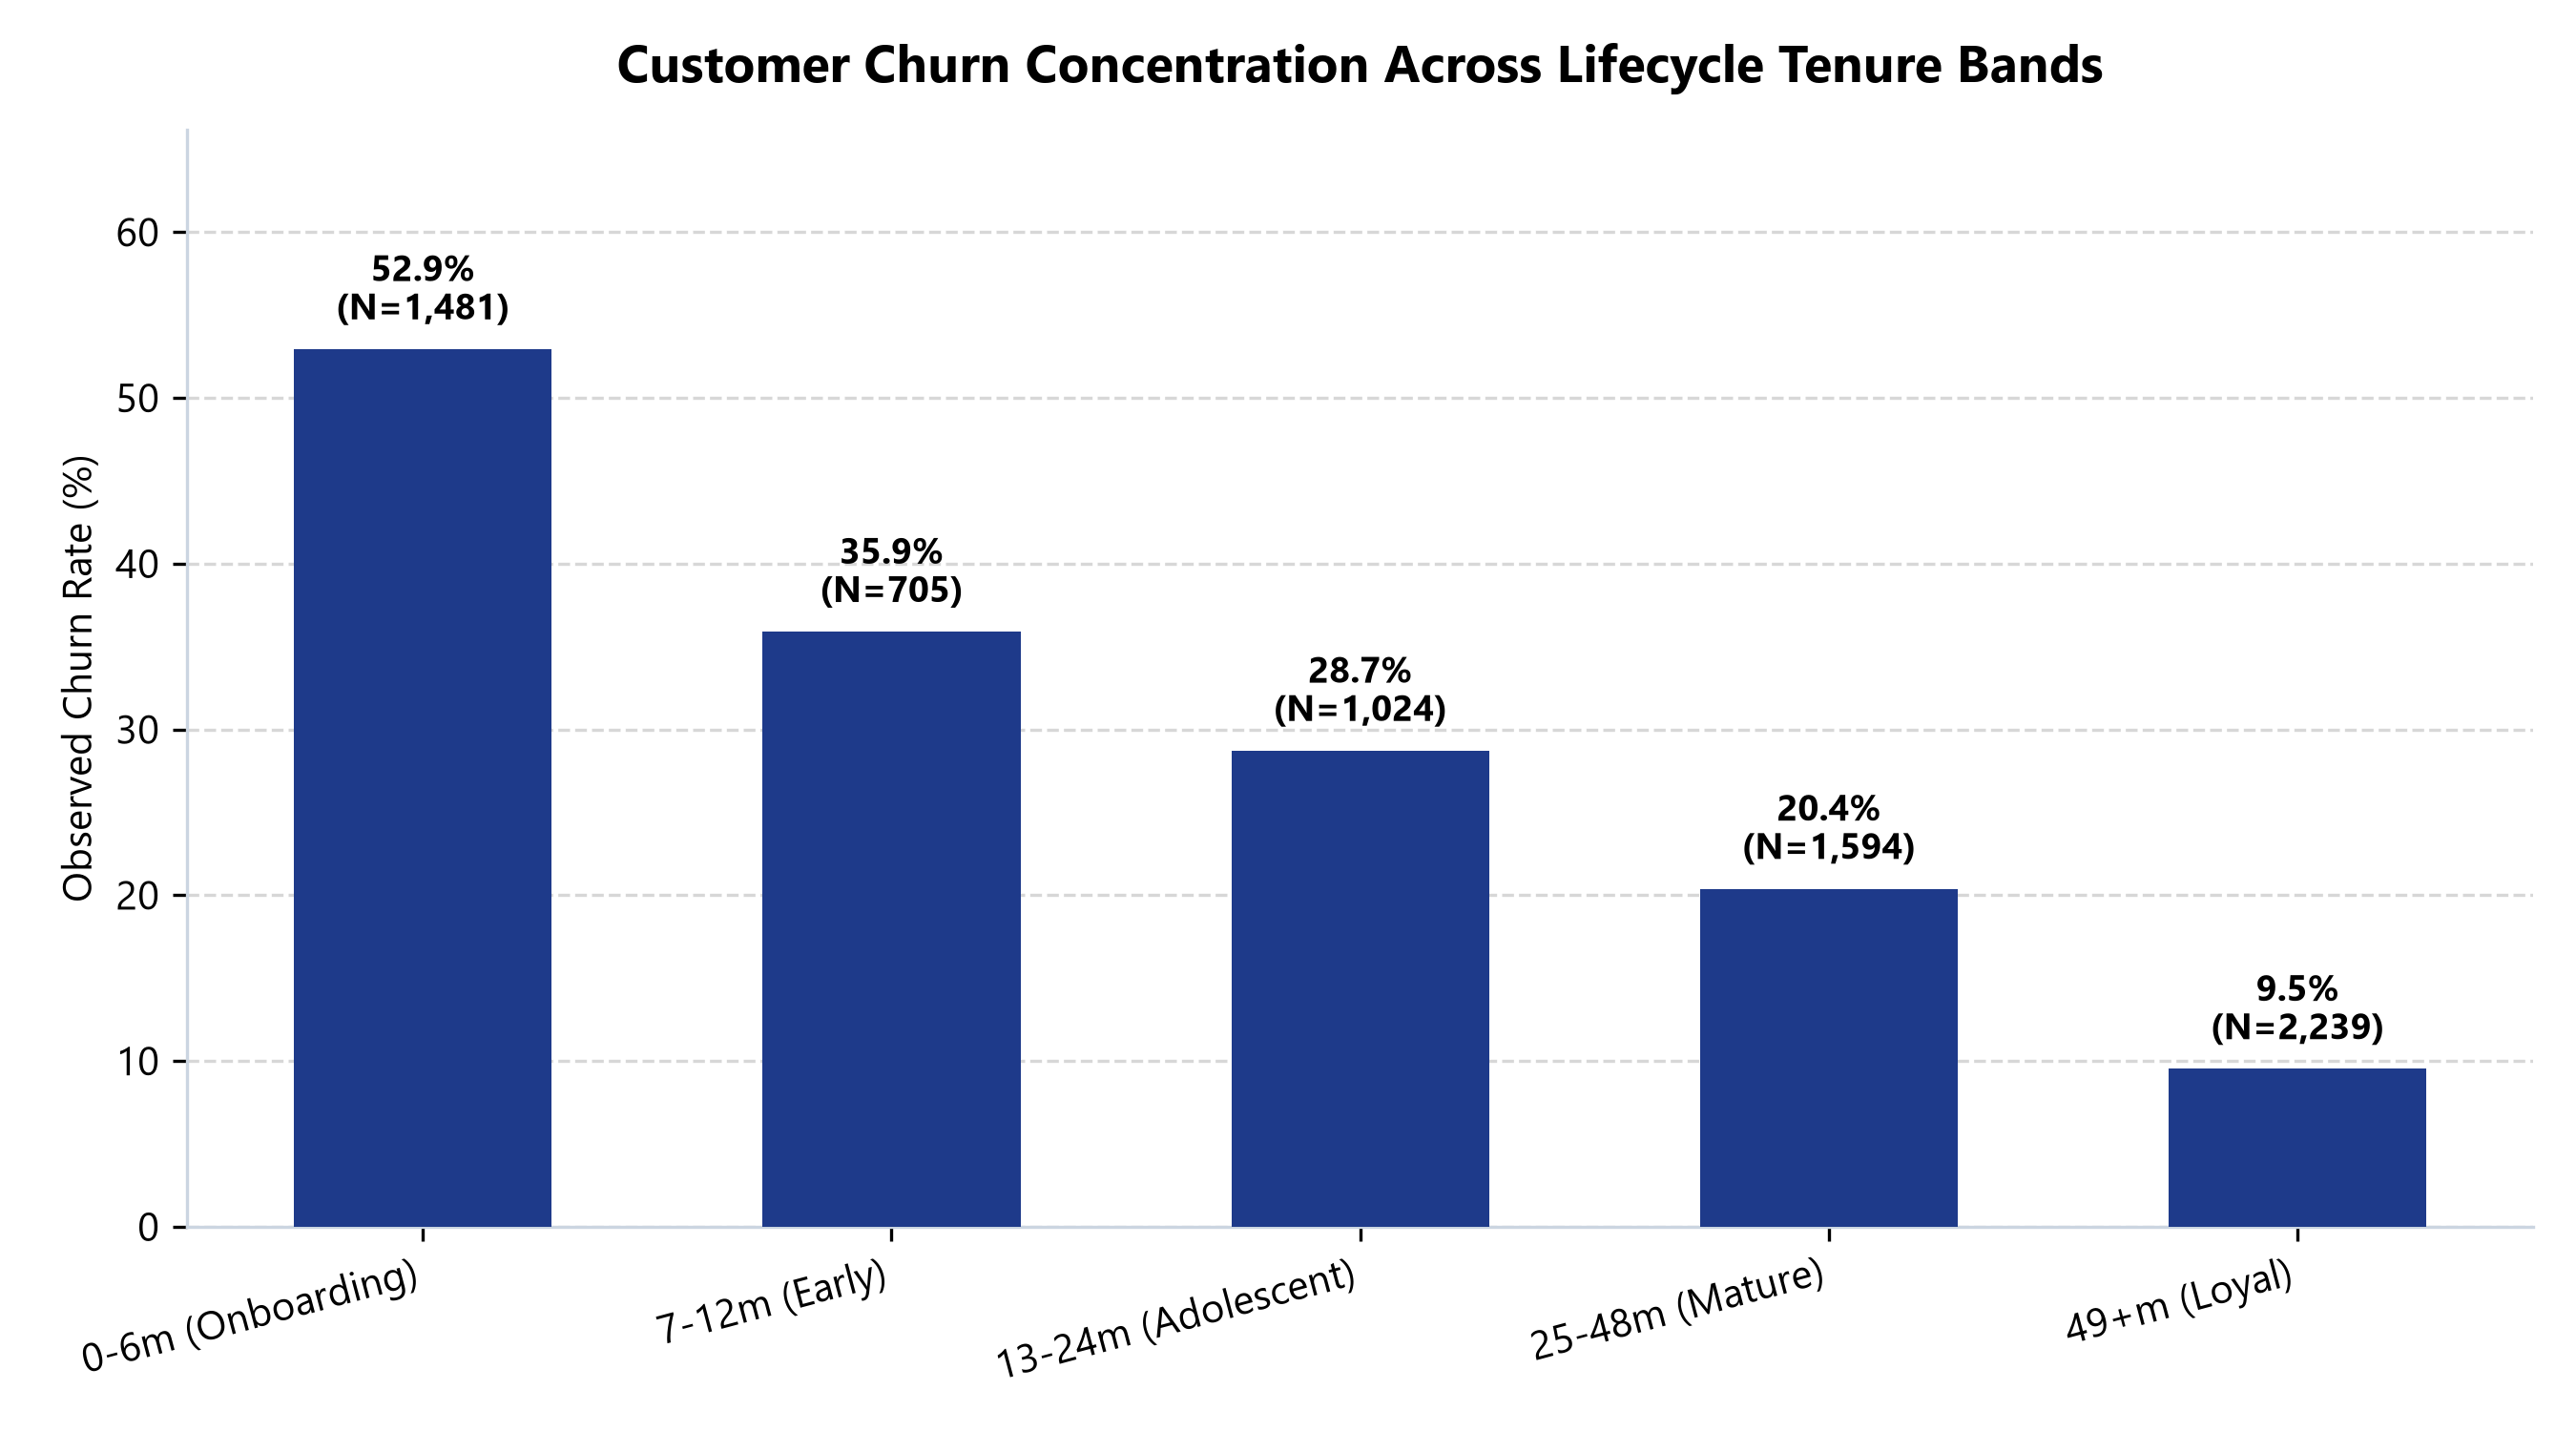 Customer Churn Concentration Across Lifecycle Tenure Bands
Observed Churn Rate (%)
60
50
40
30
20
10
0
52.9%
(N=1,481)
35.9%
(N=705)
28.7%
(N=1,024)
20.4%
(N=1,594)
9.5%
(N=2,239)
0-6m (Onboarding)
7-12m (Early)
13-24m (Adolescent)
25-48m (Mature)
49+m (Loyal)